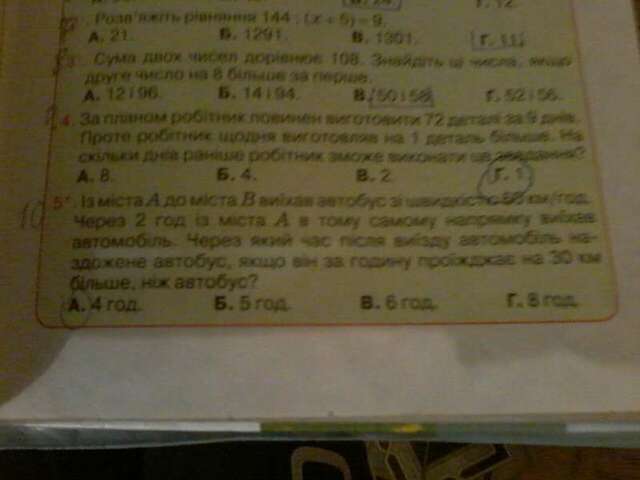 Розв'яжіть рівняння 144 : (x + 5) = 9.
А. 21. Б. 1291. В. 1301. Г. 11.
3. Сума двох чисел дорівнює 108. Знайдіть ці числа, якщо
друге число на 8 більше за перше.
А. 12 і 96. Б. 14 і 94. В. 50 і 58. Г. 52 і 56.
4. За планом робітник повинен виготовити 72 деталі за 9 днів.
Проте робітник щодня виготовляв на 1 деталь більше. На
скільки днів раніше робітник зможе виконати це завдання?
А. 8. Б. 4. В. 2. Г. 1.
5*. Із міста A до міста B виїхав автобус зі швидкістю км/год.
Через 2 год із міста A в тому самому напрямку виїхав
автомобіль. Через який час після виїзду автомобіль на-
здожене автобус, якщо він за годину проїжджає на 30 км
більше, ніж автобус?
А. 4 год. Б. 5 год. В. 6 год. Г. 8 год.